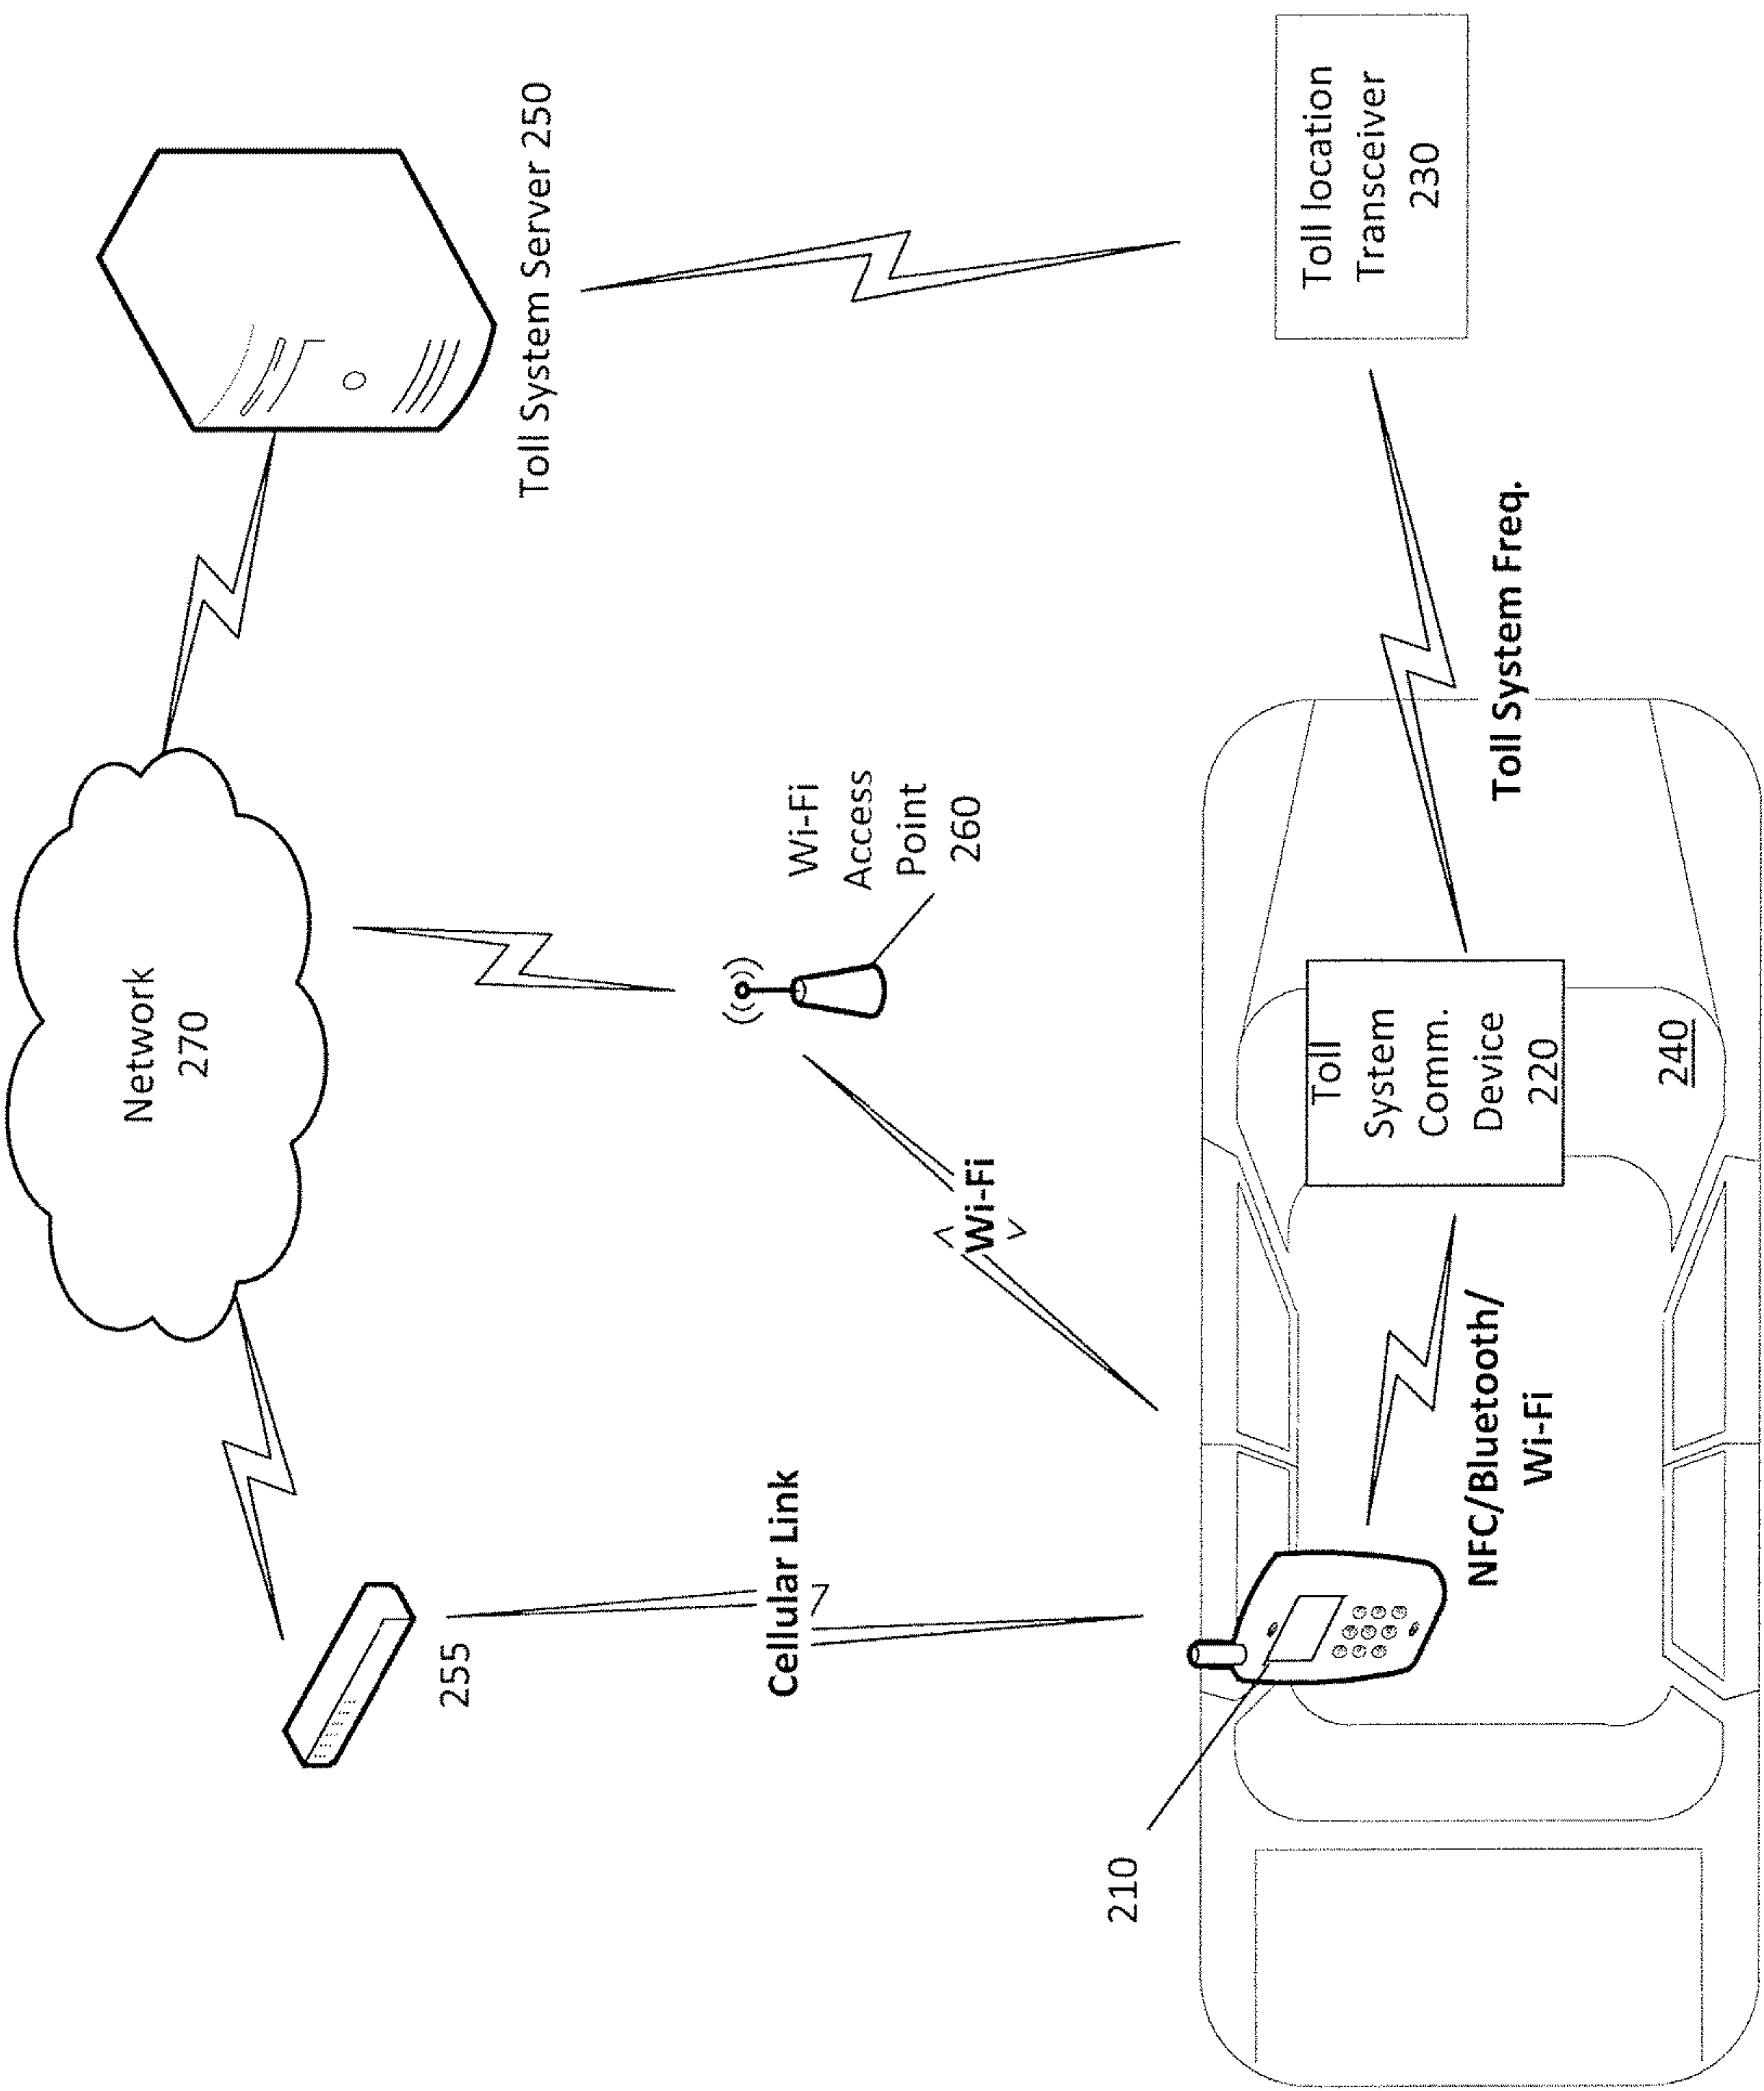 Network
270
Toll System Server 250
255
Cellular Link
Wi-Fi
Wi-Fi
Access
Point
260
210
NFC/Bluetooth/
Wi-Fi
Toll
System
Comm.
Device
220
240
Toll System Freq.
Toll location
Transceiver
230